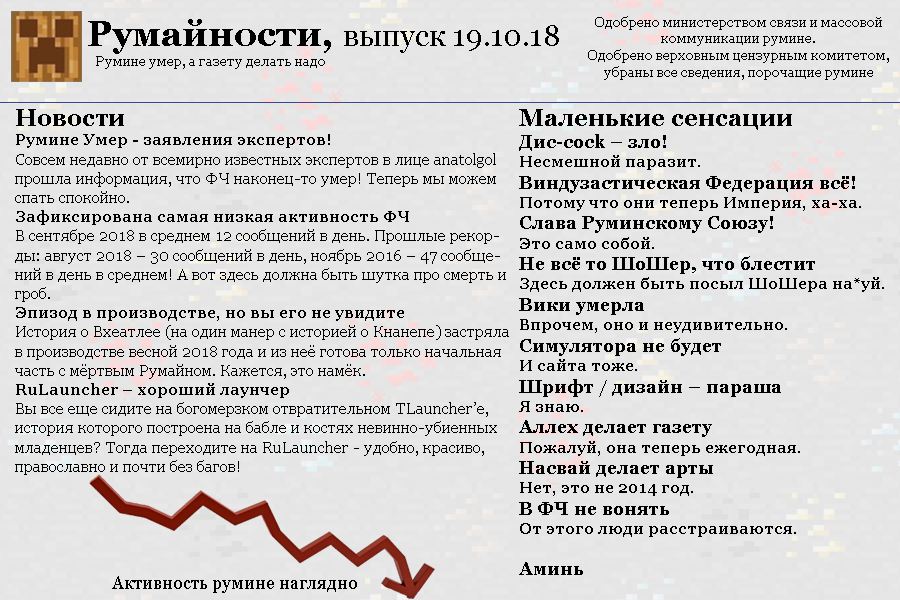 Румайности, выпуск 19.10.18
Румине умер, а газету делать надо
Одобрено министерством связи и массовой
коммуникации румине.
Одобрено верховным цензурным комитетом,
убраны все сведения, порочащие румине
Новости
Румине Умер - заявления экспертов!
Совсем недавно от всемирно известных экспертов в лице anatolgol
прошла информация, что ФЧ наконец-то умер! Теперь мы можем
спать спокойно.
Зафиксирована самая низкая активность ФЧ
В сентябре 2018 в среднем 12 сообщений в день. Прошлые рекор-
ды: август 2018 – 30 сообщений в день, ноябрь 2016 – 47 сообще-
ний в день в среднем! А вот здесь должна быть шутка про смерть и
гроб.
Эпизод в производстве, но вы его не увидите
История о Вхеатлее (на один манер с историей о Кнанепе) застряла
в производстве весной 2018 года и из неё готова только начальная
часть с мёртвым Румайном. Кажется, это намёк.
RuLauncher – хороший лаунчер
Вы все еще сидите на богомерзком отвратительном TLauncher’е,
история которого построена на бабле и костях невинно-убиенных
младенцев? Тогда переходите на RuLauncher - удобно, красиво,
православно и почти без багов!
Активность румине наглядно
Маленькие сенсации
Дис-cock – зло!
Несмешной паразит.
Виндузастическая Федерация всё!
Потому что они теперь Империя, ха-ха.
Слава Руминскому Союзу!
Это само собой.
Не всё то ШоШер, что блестит
Здесь должен быть посыл ШоШера на*уй.
Вики умерла
Впрочем, оно и неудивительно.
Симулятора не будет
И сайта тоже.
Шрифт / дизайн – параша
Я знаю.
Аллех делает газету
Пожалуй, она теперь ежегодная.
Насвай делает арты
Нет, это не 2014 год.
В ФЧ не вонять
От этого люди расстраиваются.
Аминь